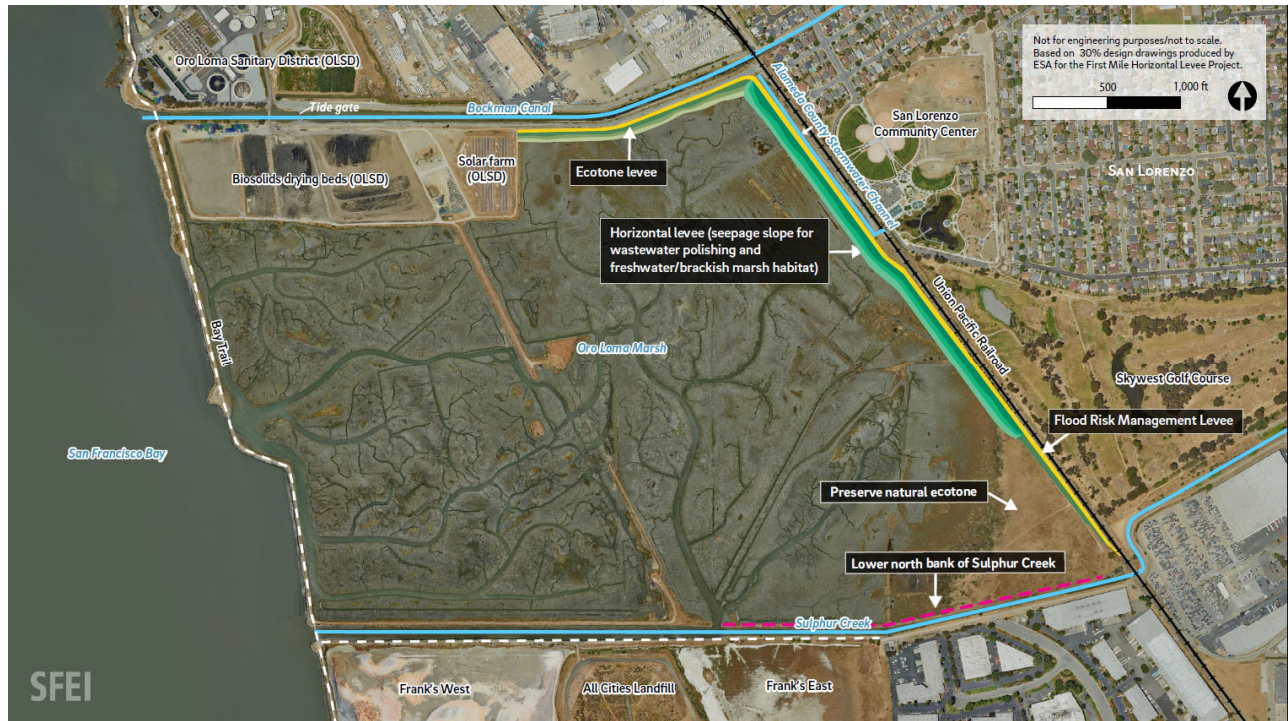 Not for engineering purposes/not to scale.
Based on 30% design drawings produced by
ESA for the First Mile Horizontal Levee Project.
500
1,000 ft
Oro Loma Sanitary District (OLSD)
Tide gate
Bockman Canal
Alameda County Stormwater Channel
San Lorenzo
Community Center
SAN LORENZO
Ecotone levee
Solar farm
(OLSD)
Biosolids drying beds (OLSD)
Horizontal levee (seepage slope for
wastewater polishing and
freshwater/brackish marsh habitat)
Union Pacific Railroad
Bay Trail
Oro Loma Marsh
Skywest Golf Course
Flood Risk Management Levee
San Francisco Bay
Preserve natural ecotone
Lower north bank of Sulphur Creek
Sulphur Creek
SFEI
Frank's West
All Cities Landfill
Frank's East